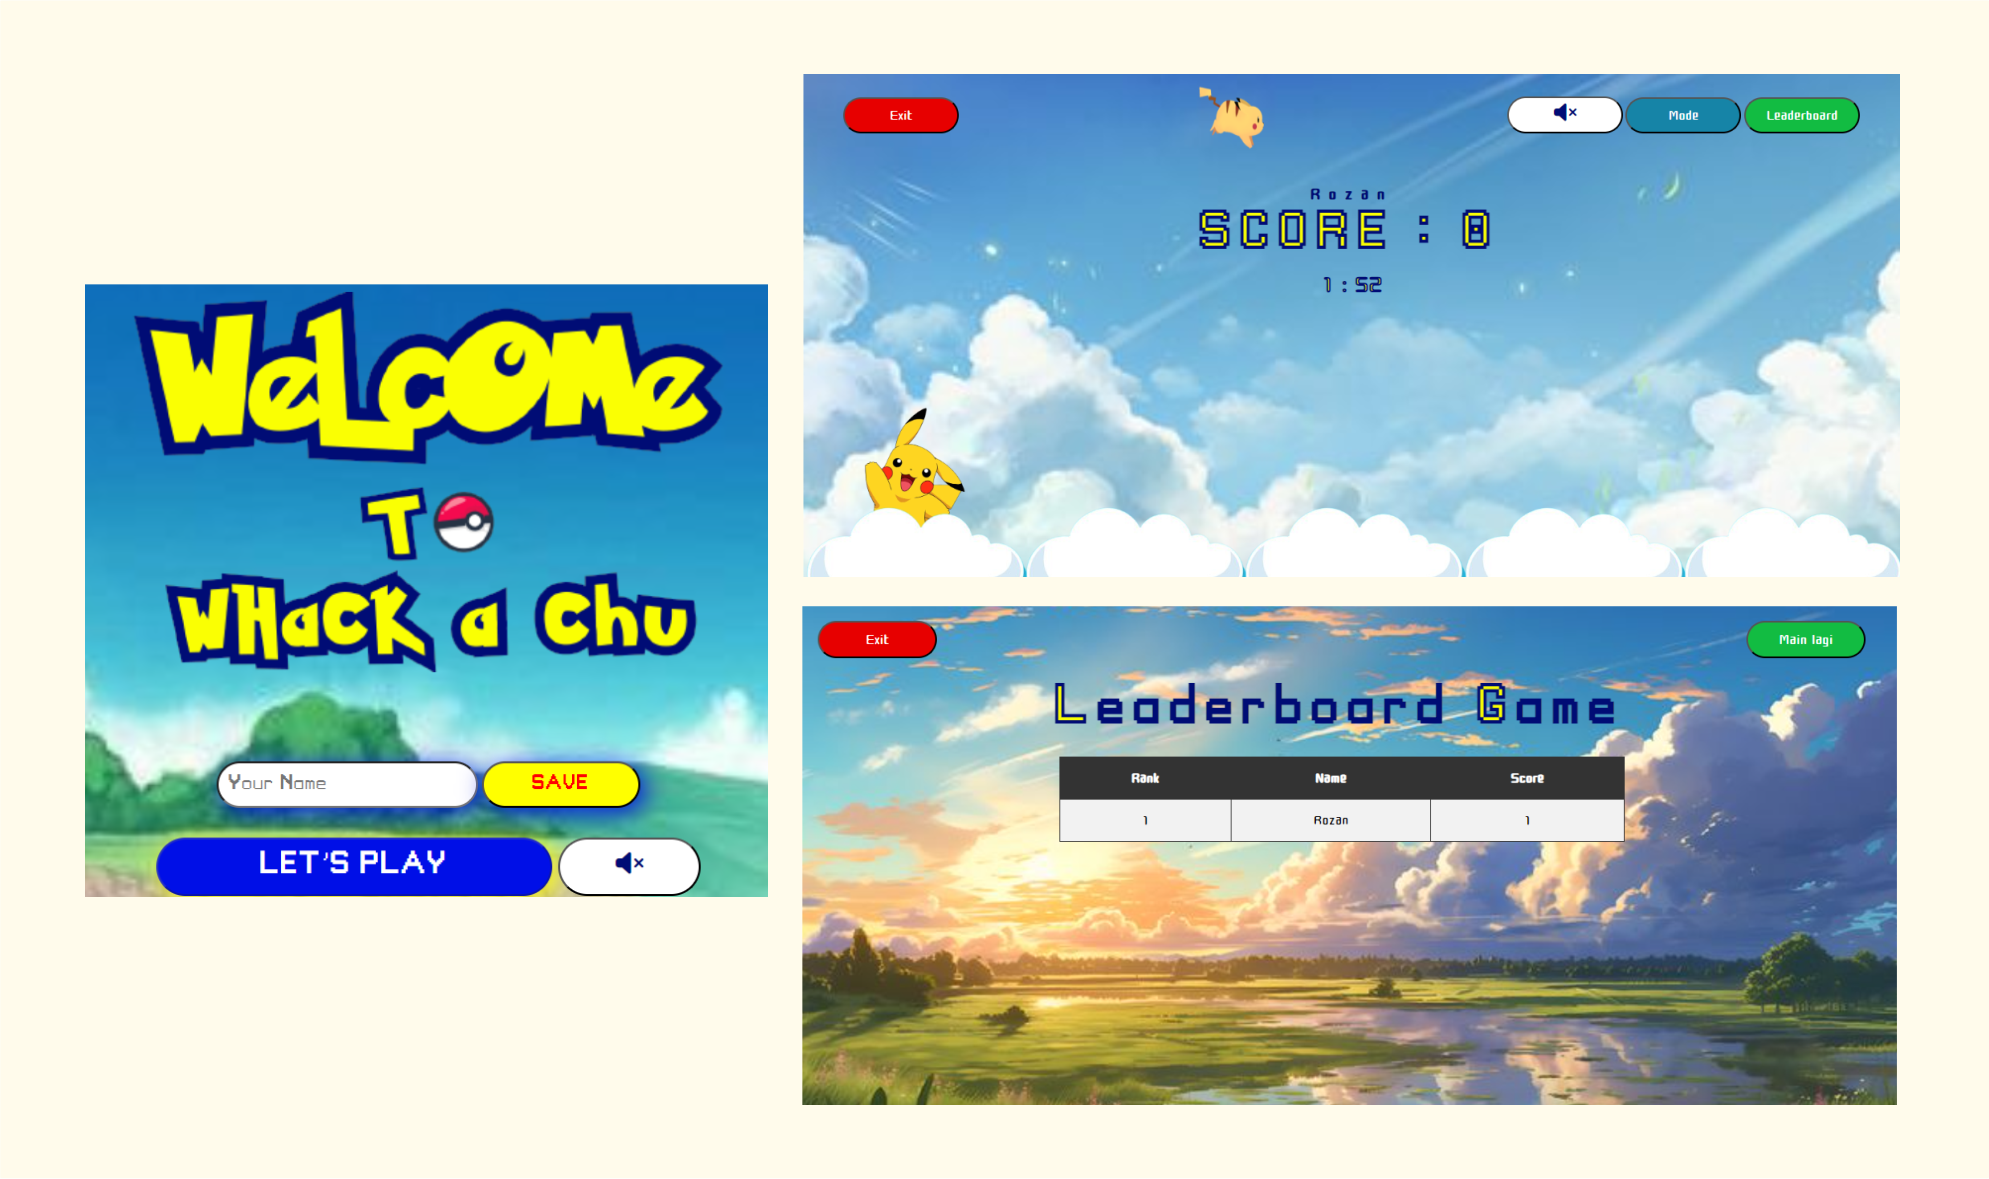 WelcOMe
TO
WHacK a Chu
Your Name
SAVE
LET'S PLAY
Exit
Mode
Leaderboard
Rozan
SCORE : 0
1:52
Exit
Main lagi
Leaderboard Game
Rank Name Score
1 Rozan 1